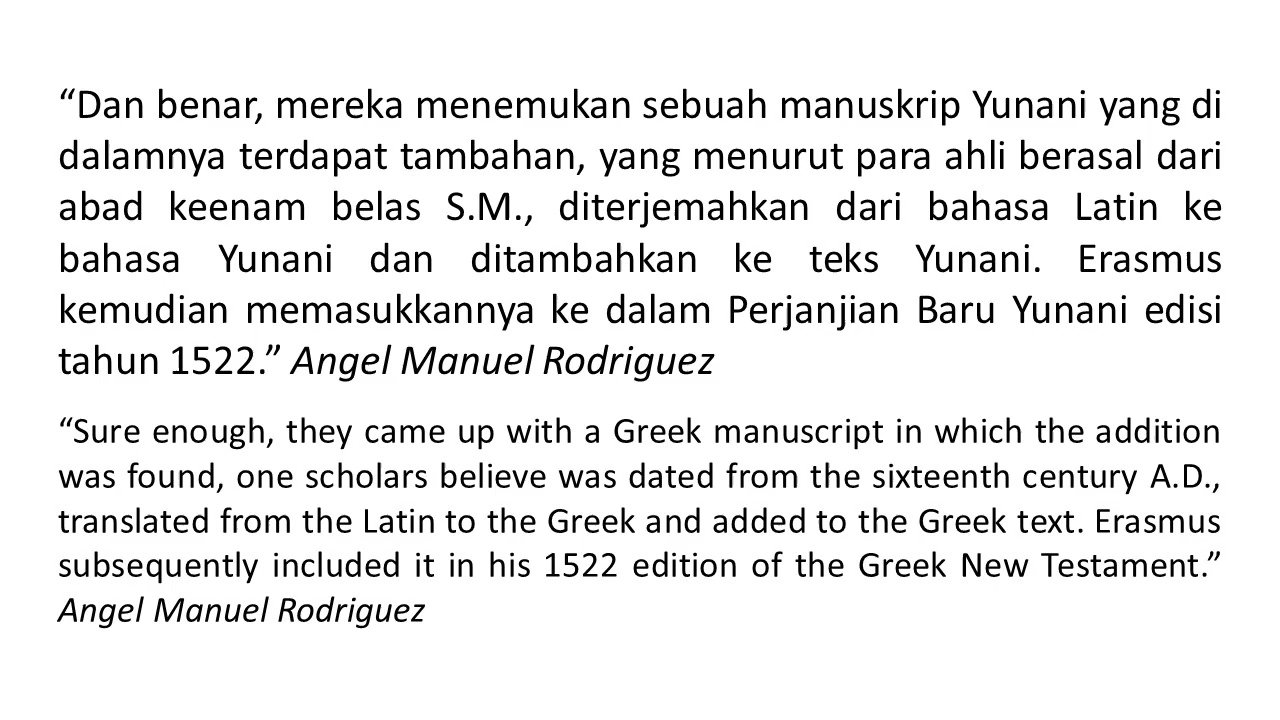 “Dan benar, mereka menemukan sebuah manuskrip Yunani yang di
dalamnya terdapat tambahan, yang menurut para ahli berasal dari
abad keenam belas S.M., diterjemahkan dari bahasa Latin ke
bahasa Yunani dan ditambahkan ke teks Yunani. Erasmus
kemudian memasukkannya ke dalam Perjanjian Baru Yunani edisi
tahun 1522.” Angel Manuel Rodriguez
“Sure enough, they came up with a Greek manuscript in which the addition
was found, one scholars believe was dated from the sixteenth century A.D.,
translated from the Latin to the Greek and added to the Greek text. Erasmus
subsequently included it in his 1522 edition of the Greek New Testament.”
Angel Manuel Rodriguez